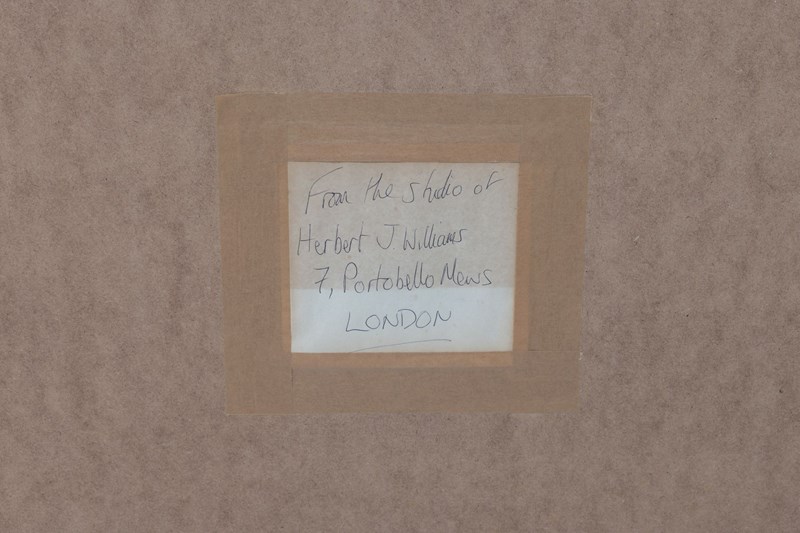 From the studio of
Herbert J. Williams
7, Portobello Mews
LONDON